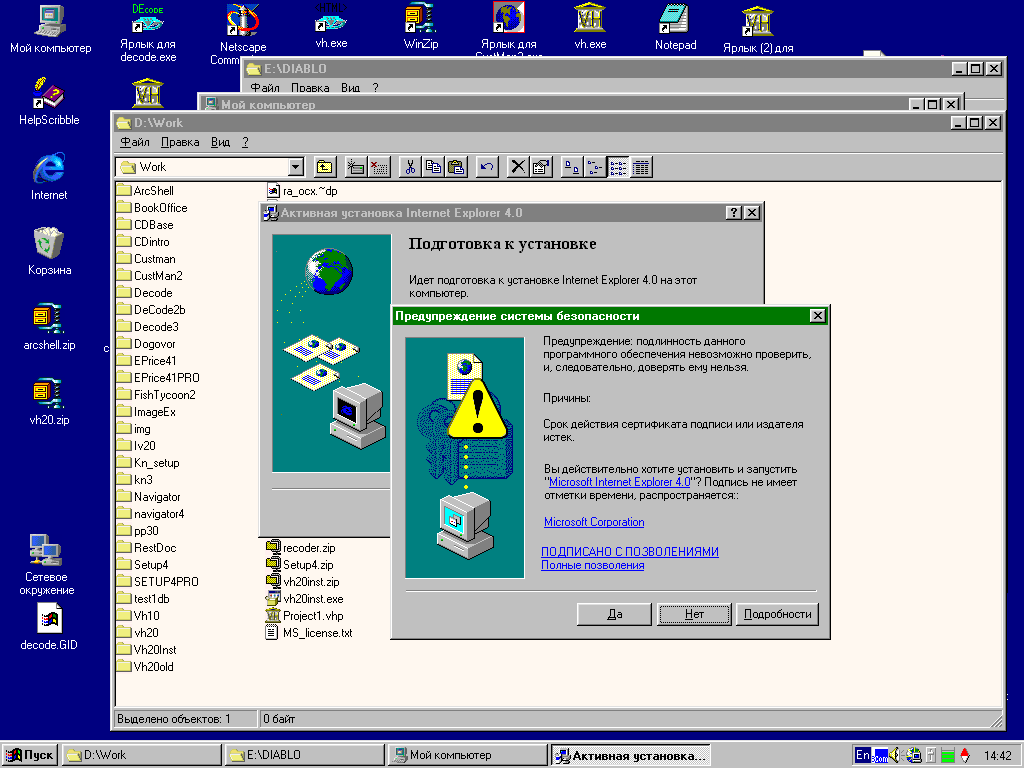 Мой компьютер
DEcode
Ярлык для
decode.exe
Netscape
Comm
vh.exe
WinZip
Ярлык для
CustMan2.exe
vh.exe
Notepad
Ярлык (2) для
HelpScribble
Internet
Корзина
arcshell.zip
vh20.zip
Сетевое
окружение
decode.GID
E:\DIABLO
Файл Правка Вид ?
Мой компьютер
D:\Work
Файл Правка Вид ?
Work
ArcShell
BookOffice
CDBase
CDintro
Custman
CustMan2
Decode
DeCode2b
Decode3
Dogovor
EPrice41
EPrice41PRO
FishTycoon2
ImageEx
img
Iv20
Kn_setup
kn3
Navigator
navigator4
pp30
RestDoc
Setup4
SETUP4PRO
test1db
Vh10
vh20
Vh20Inst
Vh20old
ra_ocx.~dp
recoder.zip
Setup4.zip
vh20inst.zip
vh20inst.exe
Project1.vhp
MS_license.txt
Активная установка Internet Explorer 4.0
Подготовка к установке
Идет подготовка к установке Internet Explorer 4.0 на этот
компьютер.
Предупреждение системы безопасности
Предупреждение: подлинность данного
программного обеспечения невозможно проверить,
и, следовательно, доверять ему нельзя.
Причины:
Срок действия сертификата подписи или издателя
истек.
Вы действительно хотите установить и запустить
"Microsoft Internet Explorer 4.0"? Подпись не имеет
отметки времени, распространяется::
Microsoft Corporation
ПОДПИСАНО С ПОЗВОЛЕНИЯМИ
Полные позволения
Да Нет Подробности
Выделено объектов: 1 0 байт
Пуск D:\Work E:\DIABLO Мой компьютер Активная установка... En 14:42